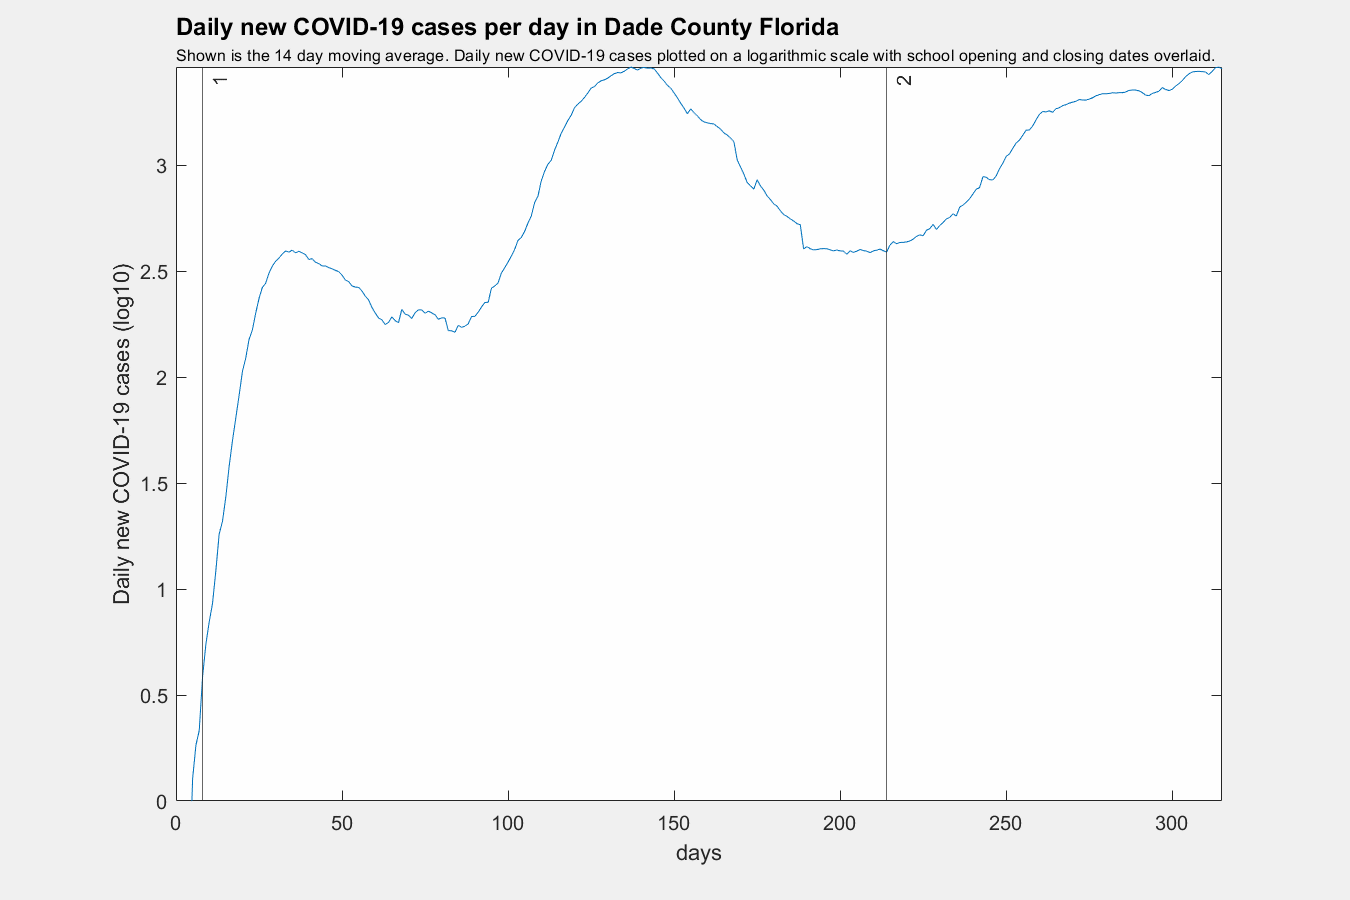 Daily new COVID-19 cases per day in Dade County Florida
Shown is the 14 day moving average. Daily new COVID-19 cases plotted on a logarithmic scale with school opening and closing dates overlaid.
1
2
Daily new COVID-19 cases (log10)
3
2.5
2
1.5
1
0.5
0
0 50 100 150 200 250 300
days